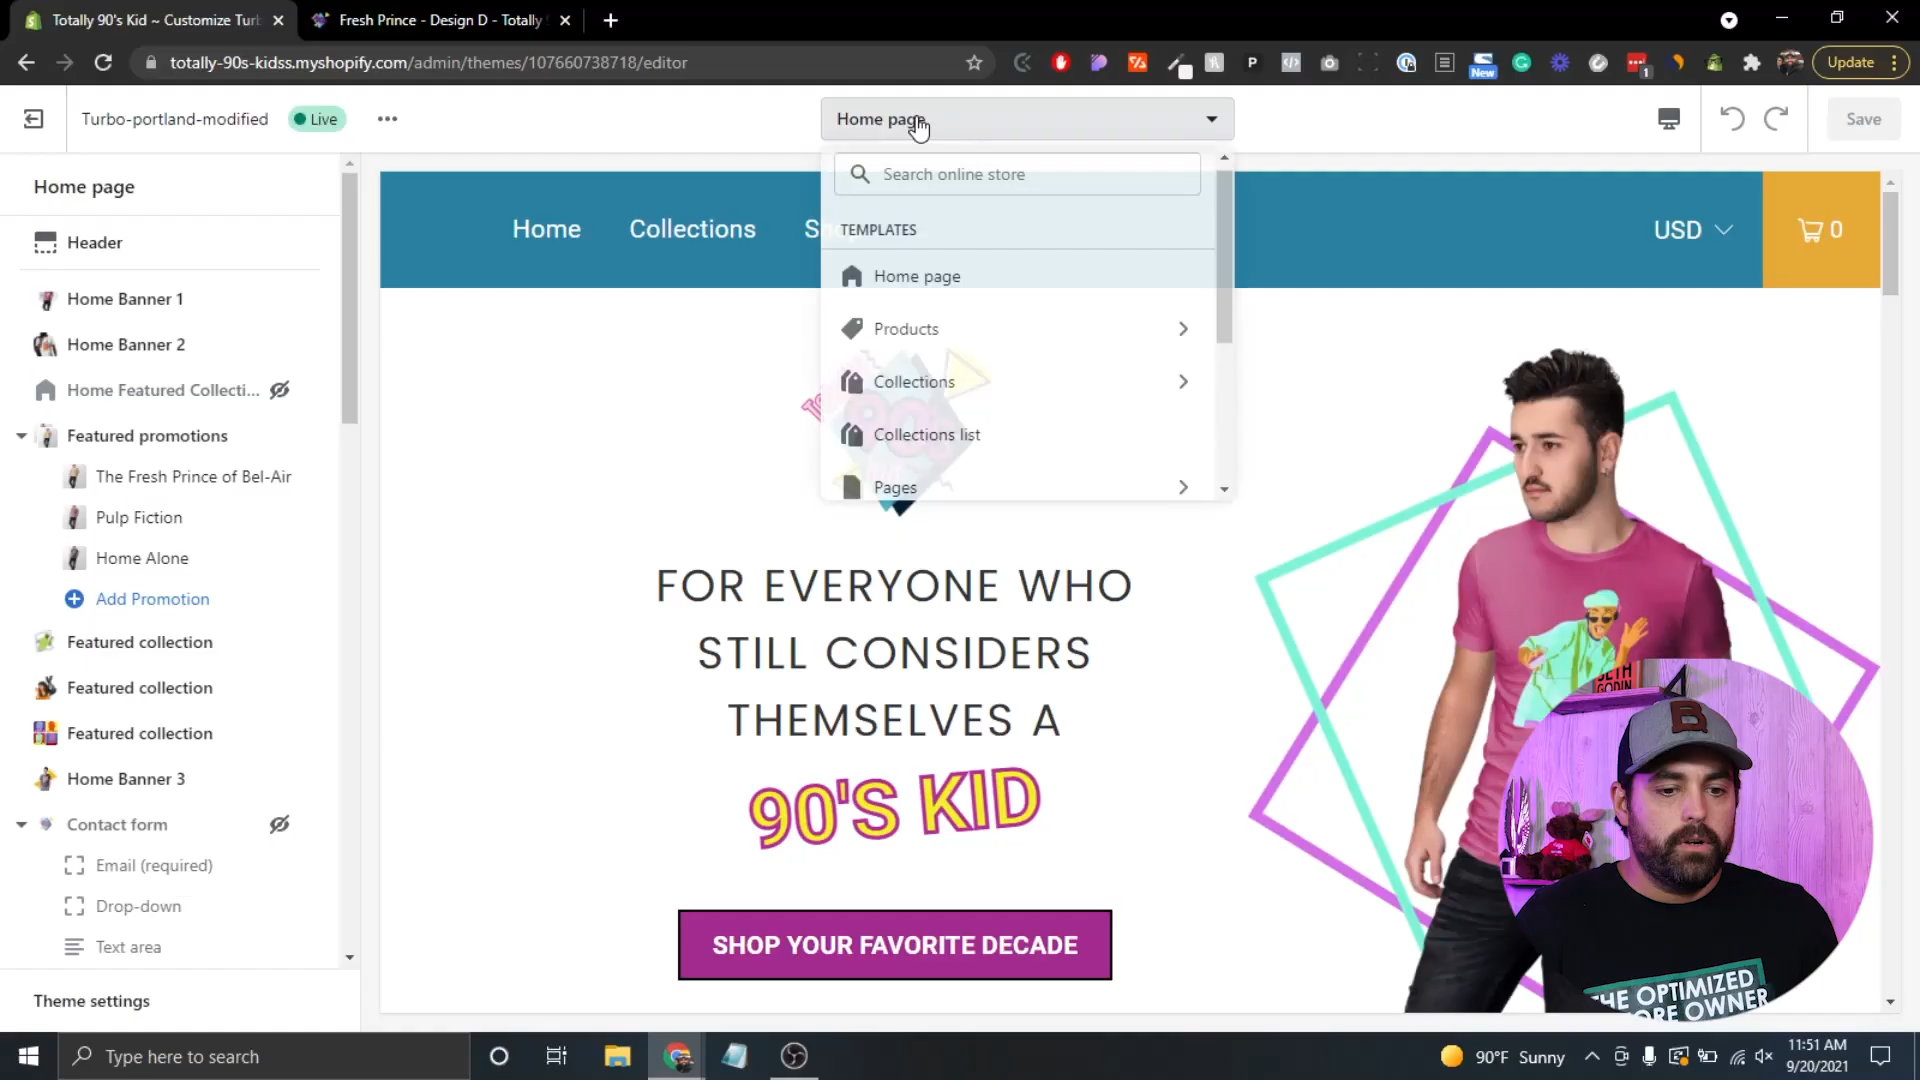 Totally 90's Kid ~ Customize Tur
Fresh Prince - Design D - Totally
totally-90s-kidss.myshopify.com/admin/themes/107660738718/editor
New
1
Update
Turbo-portland-modified
Live
Home page
Save
Home page
Header
Home Banner 1
Home Banner 2
Home Featured Collecti...
Featured promotions
The Fresh Prince of Bel-Air
Pulp Fiction
Home Alone
Add Promotion
Featured collection
Featured collection
Featured collection
Home Banner 3
Contact form
Email (required)
Drop-down
Text area
Theme settings
Search online store
TEMPLATES
Home page
Products
Collections
Collections list
Pages
Home
Collections
USD
0
FOR EVERYONE WHO
STILL CONSIDERS
THEMSELVES A
90'S KID
SHOP YOUR FAVORITE DECADE
SETH
GODIN
B
THE OPTIMIZED
STORE OWNER
Type here to search
90°F Sunny
11:51 AM
9/20/2021